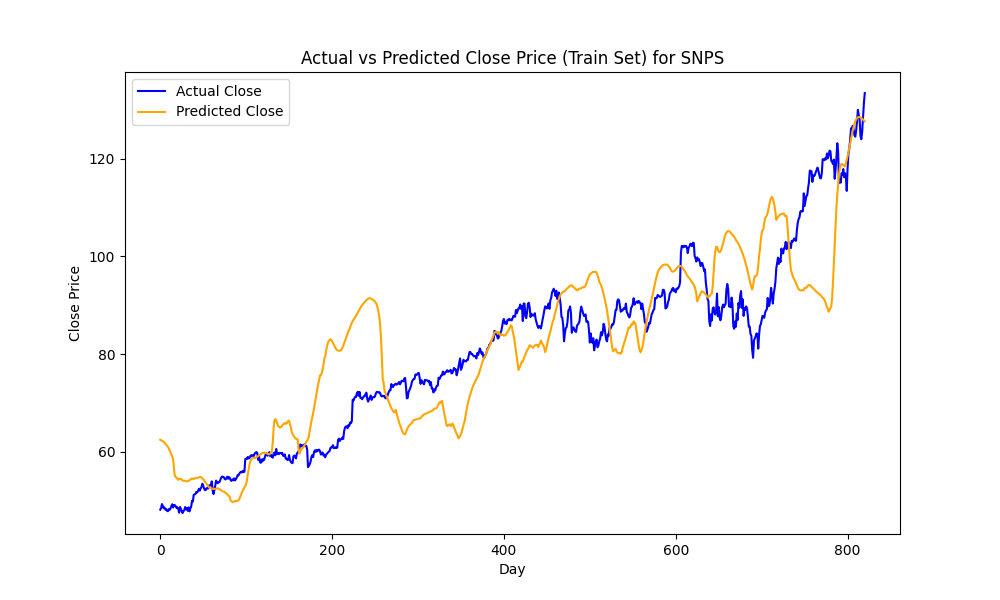 Actual vs Predicted Close Price (Train Set) for SNPS
Actual Close
Predicted Close
Close Price
120
100
80
60
0
200
400
600
800
Day